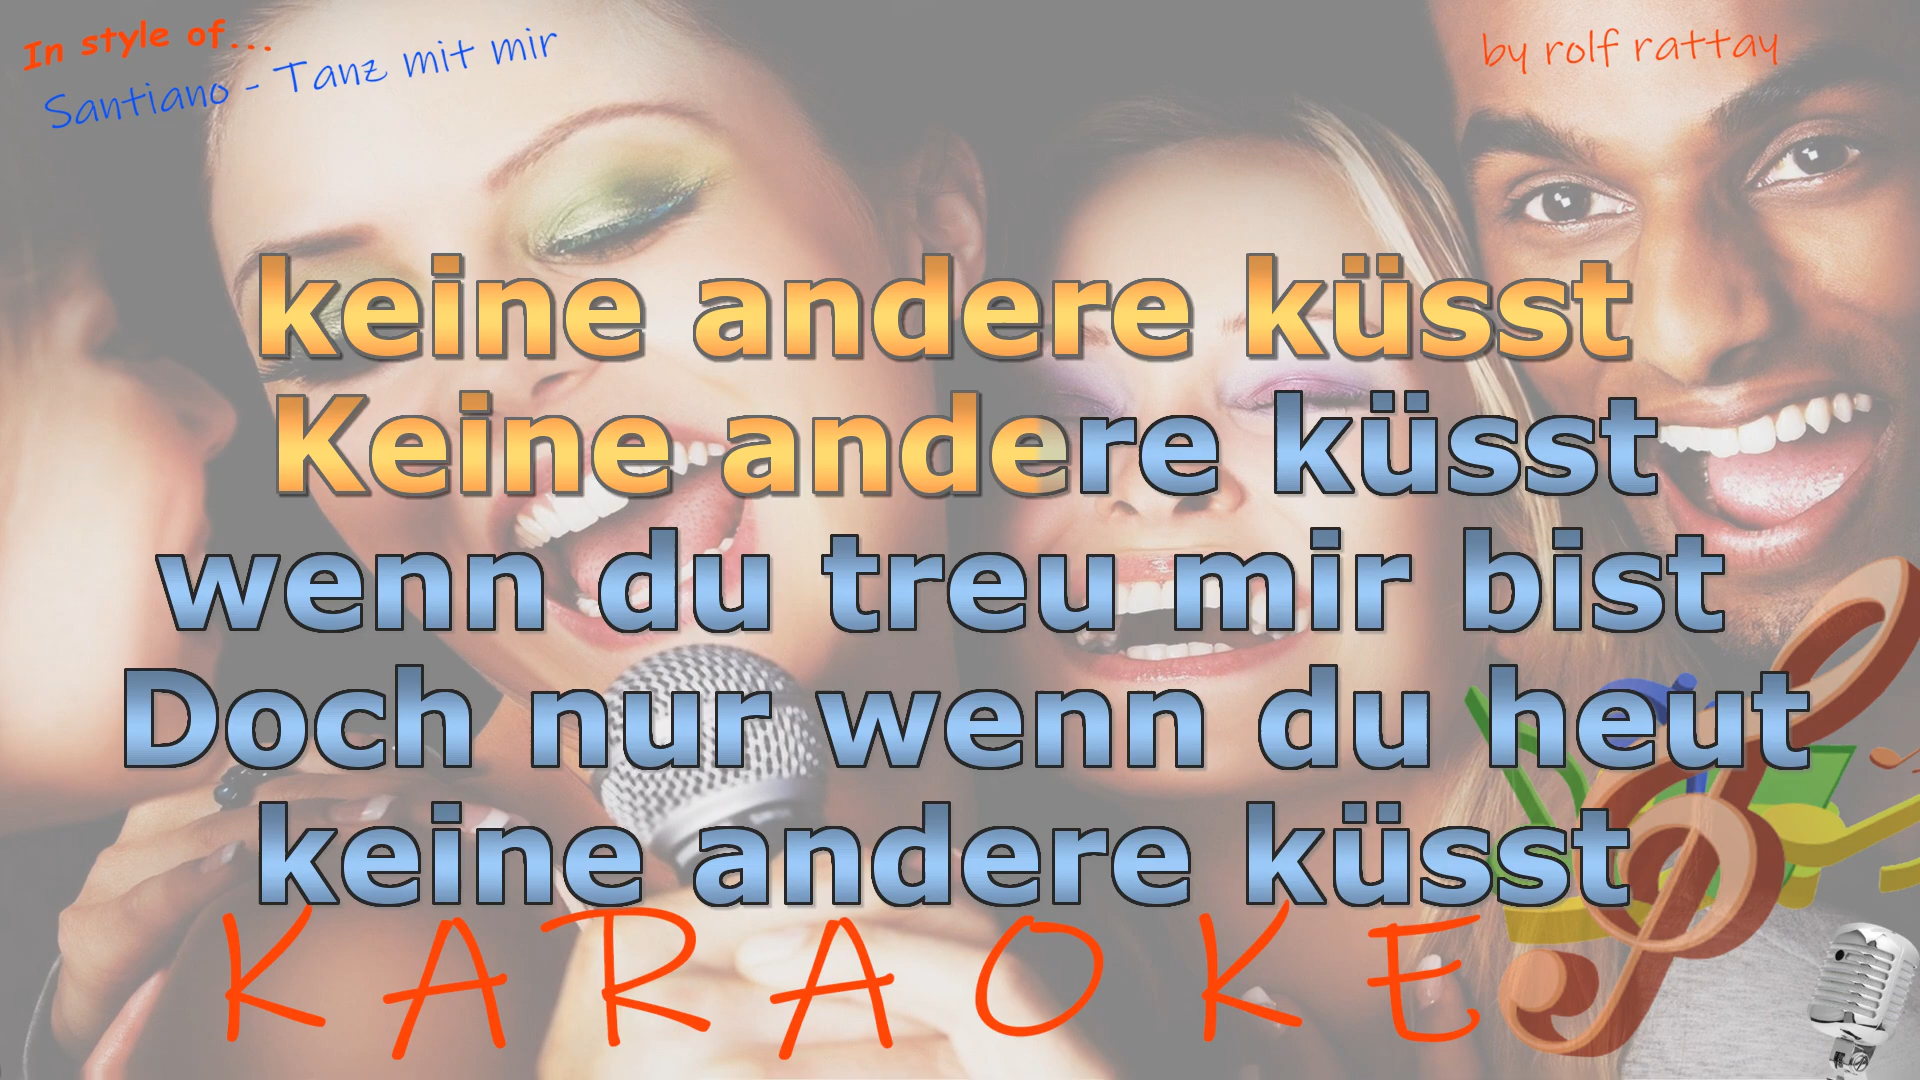 In style of...
Santiano - Tanz mit mir
by rolf rattay
keine andere küsst
Keine andere küsst
wenn du treu mir bist
Doch nur wenn du heut
keine andere küsst
KARAOKE